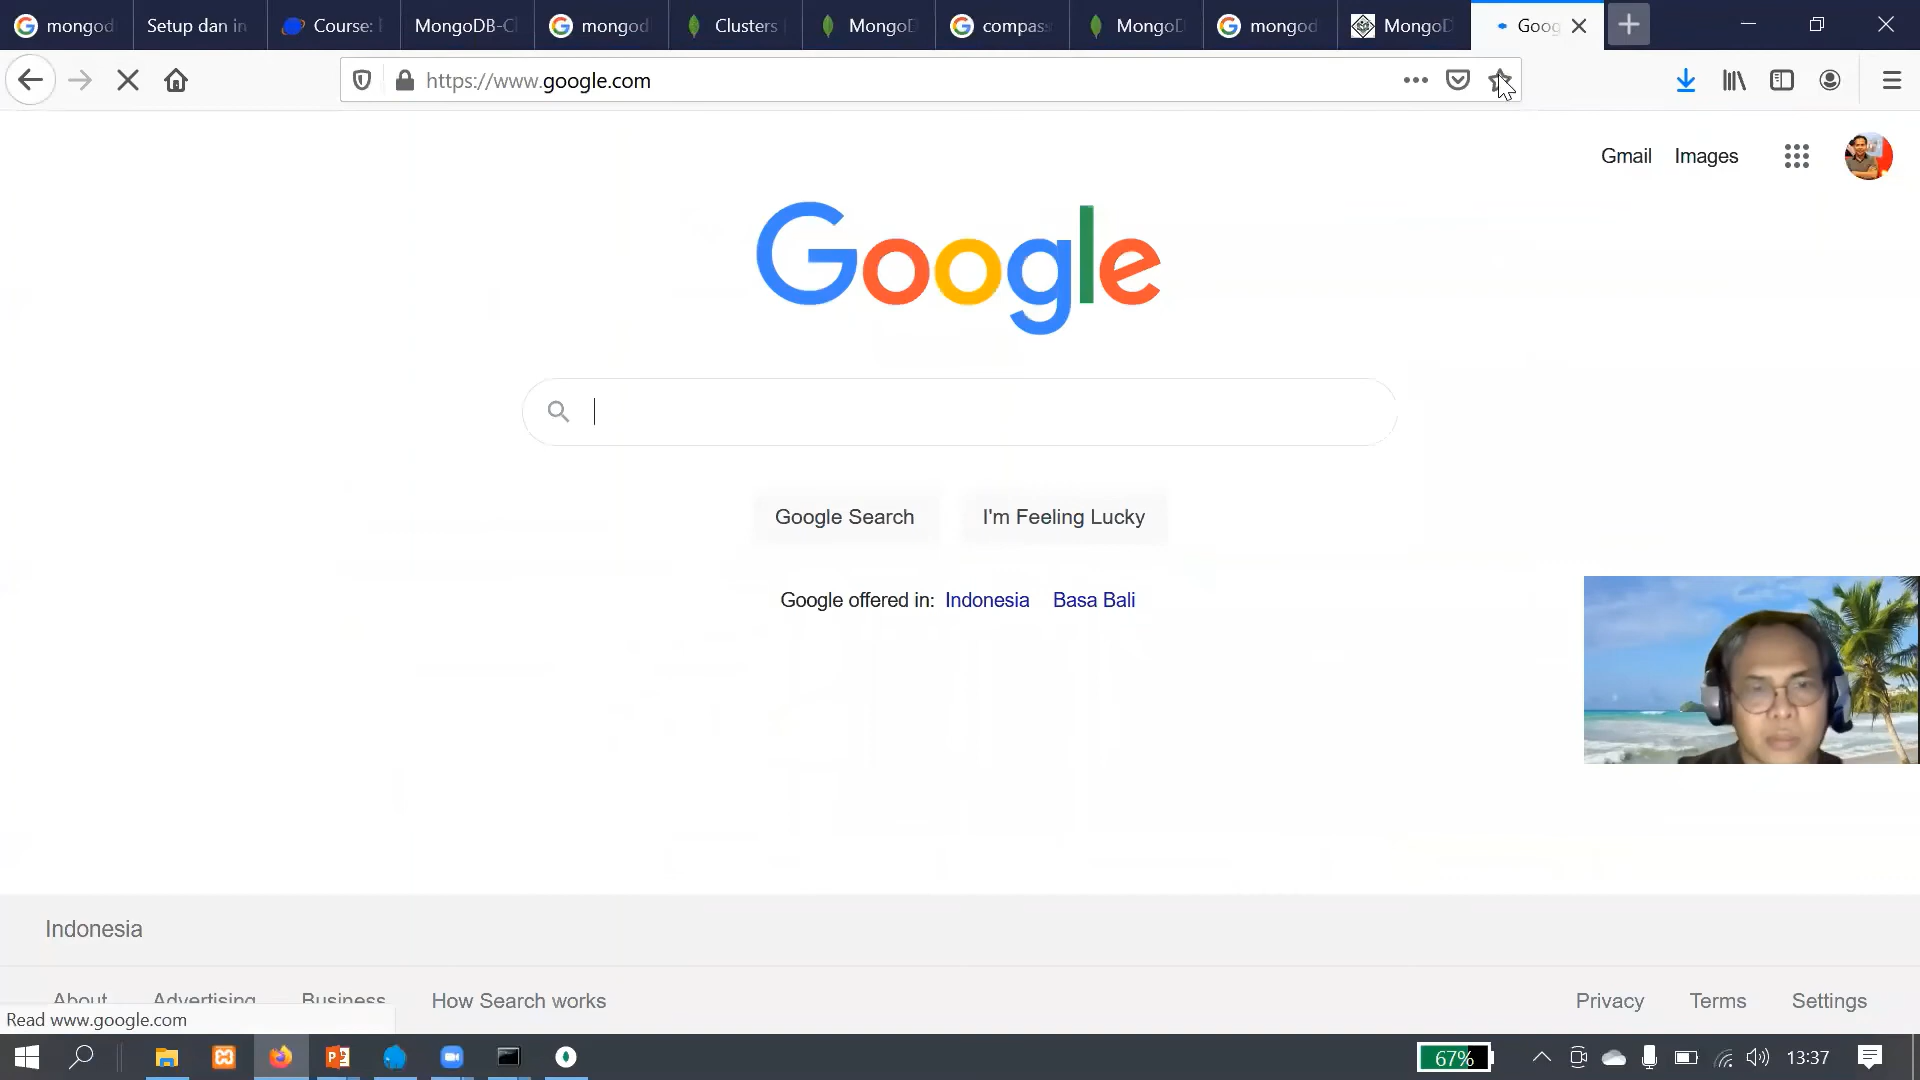 mongod
Setup dan in
Course:
MongoDB-C
mongod
Clusters
MongoD
compas
MongoD
mongod
MongoD
Goog
https://www.google.com
Gmail
Images
Google
Google Search
I'm Feeling Lucky
Google offered in: Indonesia Basa Bali
Indonesia
About
Advertising
Business
How Search works
Privacy
Terms
Settings
Read www.google.com
67%
13:37